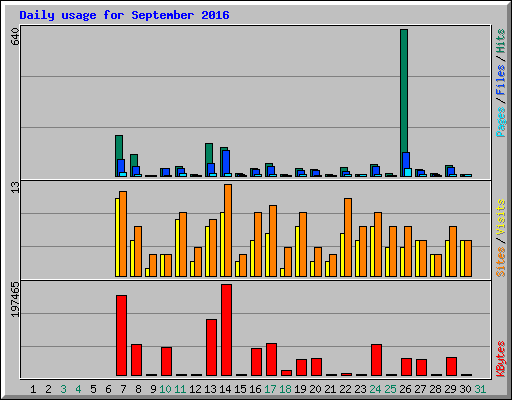 Daily usage for September 2016
640
Pages / Files / Hits
13
Sites / Visits
197465
KBytes
1 2 3 4 5 6 7 8 9 10 11 12 13 14 15 16 17 18 19 20 21 22 23 24 25 26 27 28 29 30 31